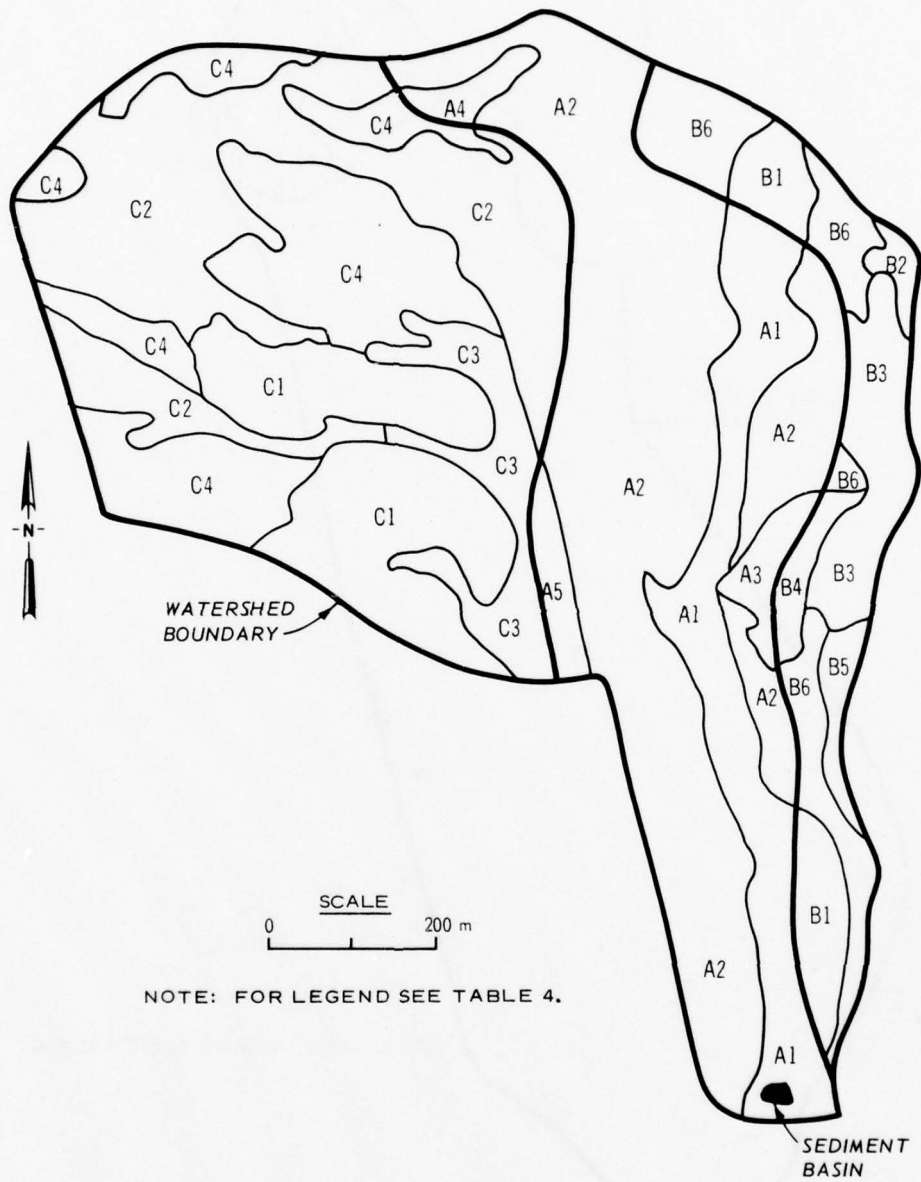 C4
A4
A2
C4
B6
B1
C4
C2
C2
B6
B2
C4
A1
C4
C3
B3
C1
C2
A2
C3
A2
B6
C4
C1
-N-
A3
B4
B3
A5
A1
WATERSHED
BOUNDARY
C3
B5
A2
B6
SCALE
0 200 m
B1
A2
NOTE: FOR LEGEND SEE TABLE 4.
A1
SEDIMENT
BASIN